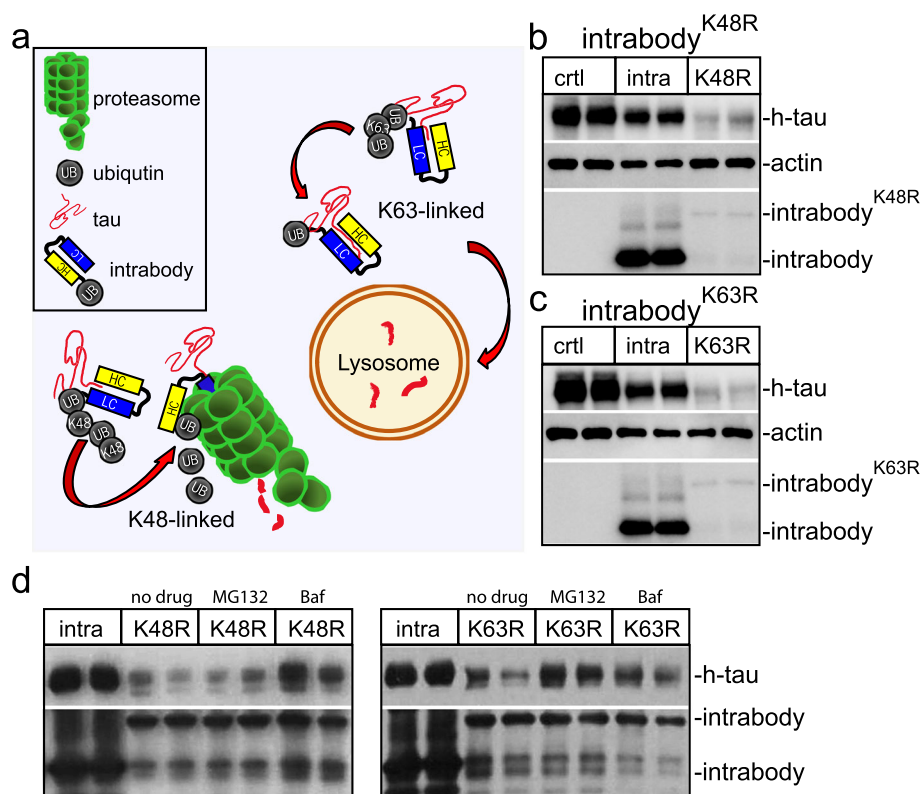 a
proteasome
UB
ubiqutin
tau
LC
HC
UB
intrabody
UB
K63
UB
LC
HC
K63-linked
UB
LC
HC
Lysosome
HC
LC
UB
K48
UB
K48
HC
UB
UB
UB
K48-linked
b
intrabody^K48R
crtl intra K48R
-h-tau
-actin
-intrabody^K48R
-intrabody
c
intrabody^K63R
crtl intra K63R
-h-tau
-actin
-intrabody^K63R
-intrabody
d
no drug MG132 Baf
intra K48R K48R K48R
no drug MG132 Baf
intra K63R K63R K63R
-h-tau
-intrabody
-intrabody